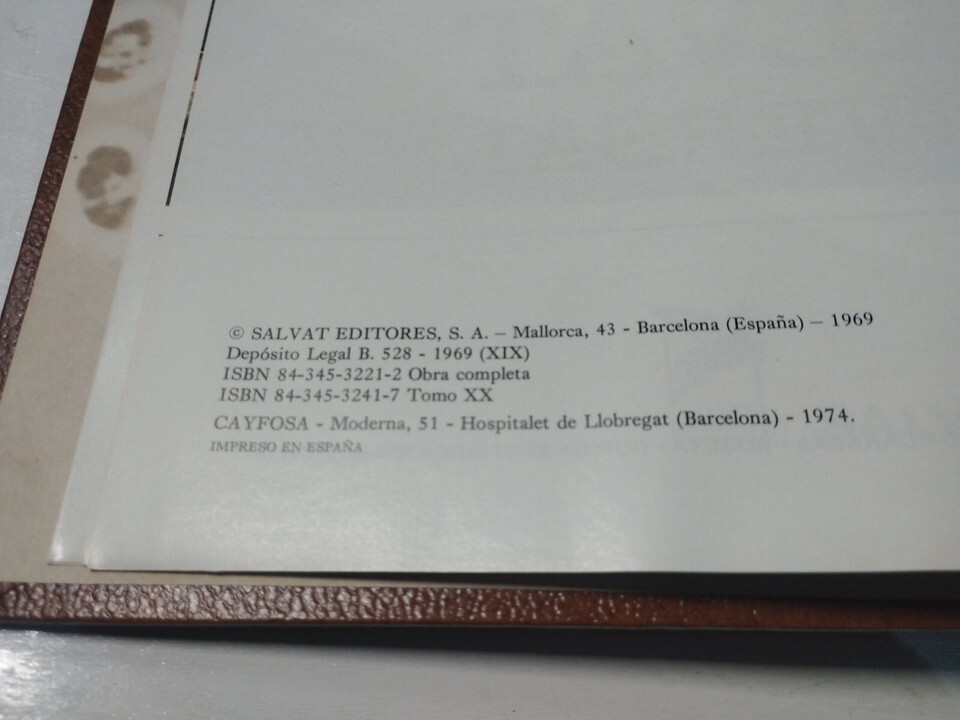 © SALVAT EDITORES, S. A. – Mallorca, 43 - Barcelona (España) – 1969
Depósito Legal B. 528 - 1969 (XIX)
ISBN 84-345-3221-2 Obra completa
ISBN 84-345-3241-7 Tomo XX
CAYFOSA - Moderna, 51 - Hospitalet de Llobregat (Barcelona) - 1974.
IMPRESO EN ESPAÑA